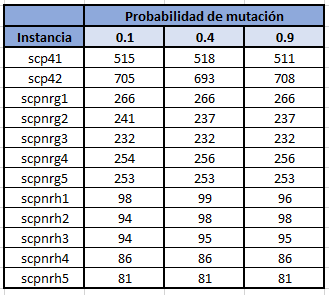 Probabilidad de mutación
Instancia 0.1 0.4 0.9
scp41 515 518 511
scp42 705 693 708
scpnrg1 266 266 266
scpnrg2 241 237 237
scpnrg3 232 232 232
scpnrg4 254 256 256
scpnrg5 253 253 253
scpnrh1 98 99 96
scpnrh2 94 98 98
scpnrh3 94 95 95
scpnrh4 86 86 86
scpnrh5 81 81 81